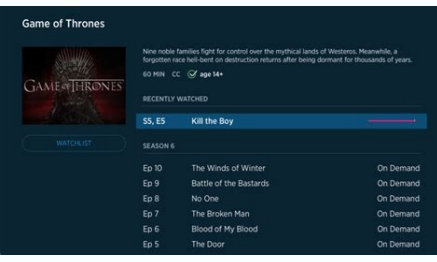 Game of Thrones
Nine noble families fight for control over the mythical lands of Westeros. Meanwhile, a
forgotten race hell-bent on destruction returns after being dormant for thousands of years.
60 MIN CC age 14+
GAME OF THRONES
RECENTLY WATCHED
S5, E5 Kill the Boy
WATCHLIST
SEASON 6
Ep 10 The Winds of Winter On Demand
Ep 9 Battle of the Bastards On Demand
Ep 8 No One On Demand
Ep 7 The Broken Man On Demand
Ep 6 Blood of My Blood On Demand
Ep 5 The Door On Demand